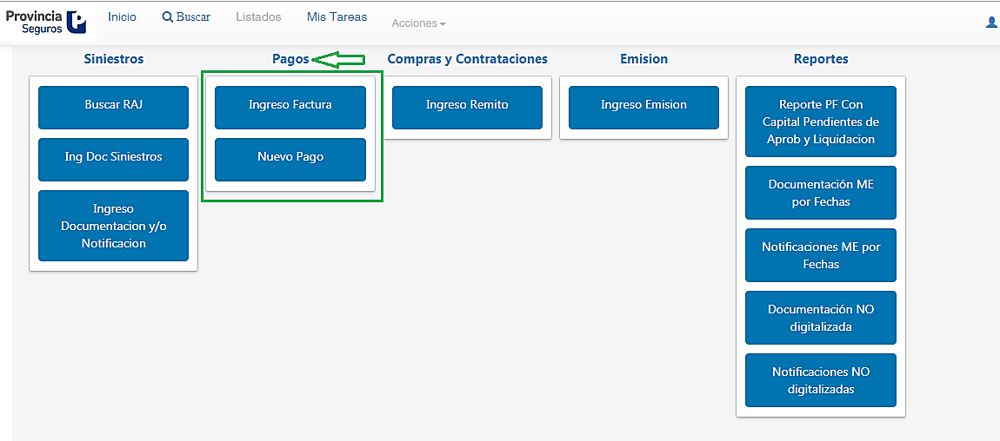 Provincia
Seguros
Inicio
Buscar
Listados
Mis Tareas
Acciones
Siniestros
Buscar RAJ
Ing Doc Siniestros
Ingreso
Documentacion y/o
Notificacion
Pagos
Ingreso Factura
Nuevo Pago
Compras y Contrataciones
Ingreso Remito
Emision
Ingreso Emision
Reportes
Reporte PF Con
Capital Pendientes de
Aprob y Liquidacion
Documentación ME
por Fechas
Notificaciones ME por
Fechas
Documentación NO
digitalizada
Notificaciones NO
digitalizadas